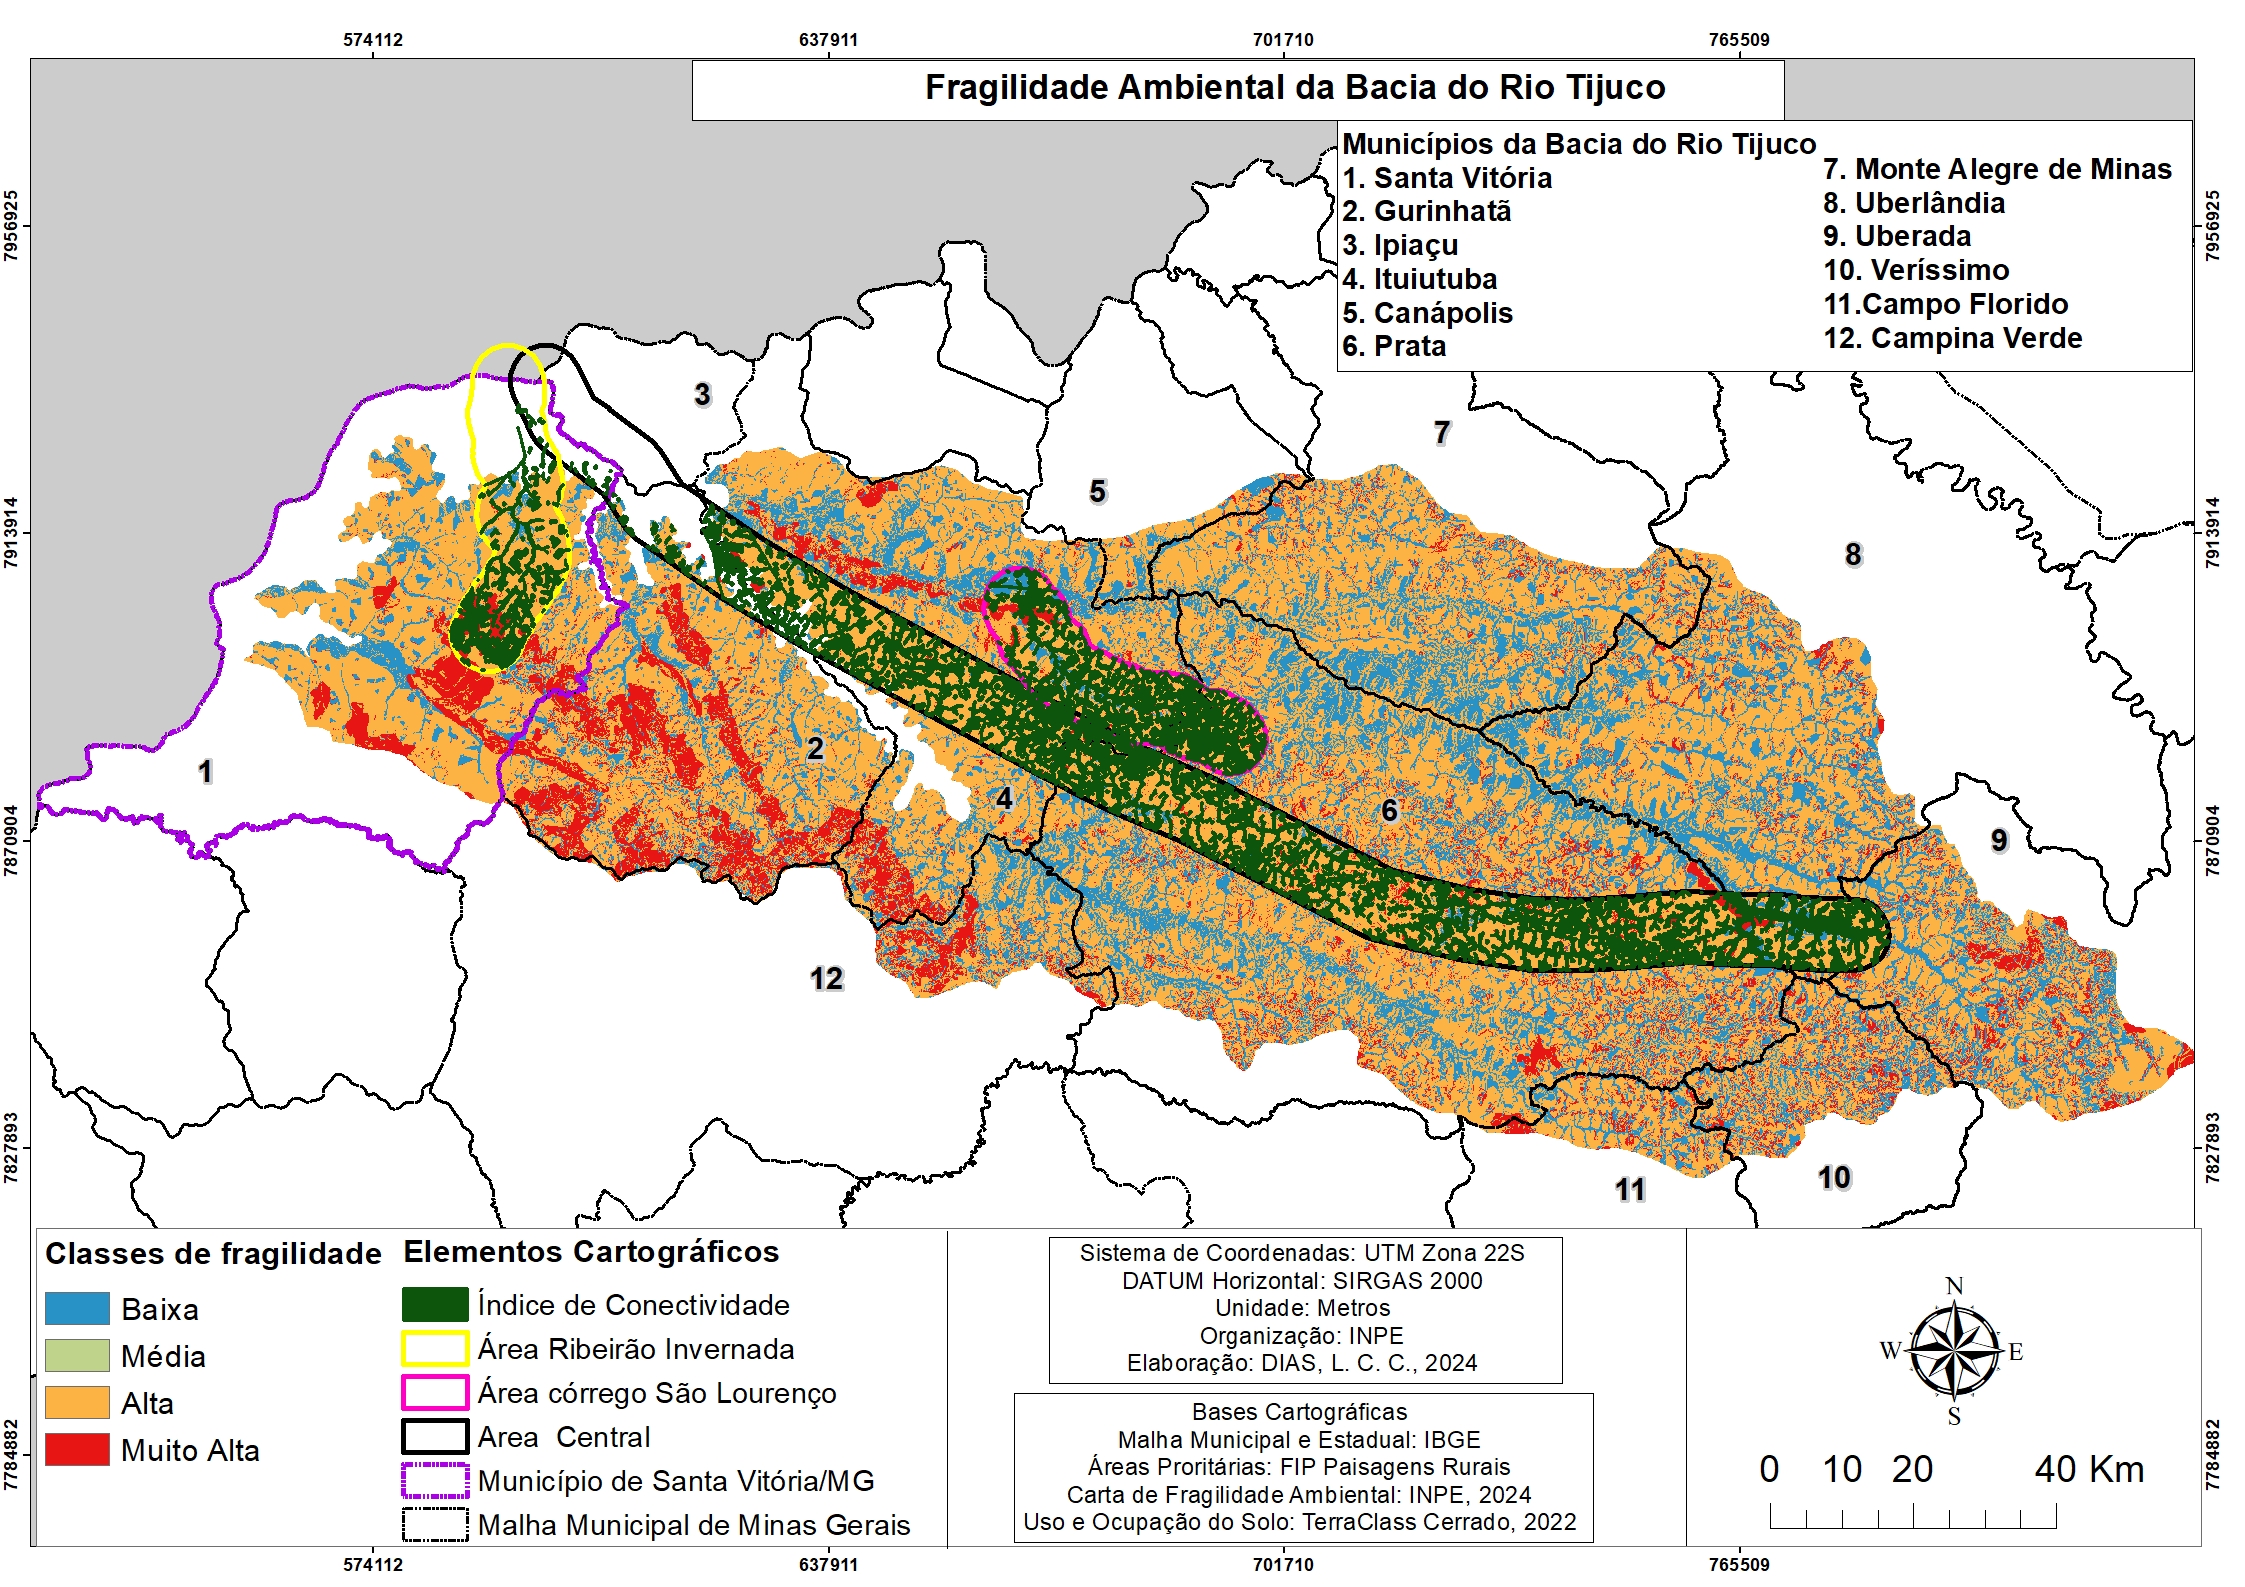 574112 637911 701710 765509
Fragilidade Ambiental da Bacia do Rio Tijuco
Municípios da Bacia do Rio Tijuco
1. Santa Vitória
2. Gurinhatã
3. Ipiaçu
4. Ituiutuba
5. Canápolis
6. Prata
7. Monte Alegre de Minas
8. Uberlândia
9. Uberada
10. Veríssimo
11.Campo Florido
12. Campina Verde
7956925 7956925
7913914 7913914
7870904 7870904
7827893 7827893
7784882 7784882
3
7
5
8
2
1
4
6
9
12
11
10
Classes de fragilidade
Baixa
Média
Alta
Muito Alta
Elementos Cartográficos
Índice de Conectividade
Área Ribeirão Invernada
Área córrego São Lourenço
Area Central
Município de Santa Vitória/MG
Malha Municipal de Minas Gerais
Sistema de Coordenadas: UTM Zona 22S
DATUM Horizontal: SIRGAS 2000
Unidade: Metros
Organização: INPE
Elaboração: DIAS, L. C. C., 2024
Bases Cartográficas
Malha Municipal e Estadual: IBGE
Áreas Proritárias: FIP Paisagens Rurais
Carta de Fragilidade Ambiental: INPE, 2024
Uso e Ocupação do Solo: TerraClass Cerrado, 2022
N
W E
S
0 10 20 40 Km
574112 637911 701710 765509